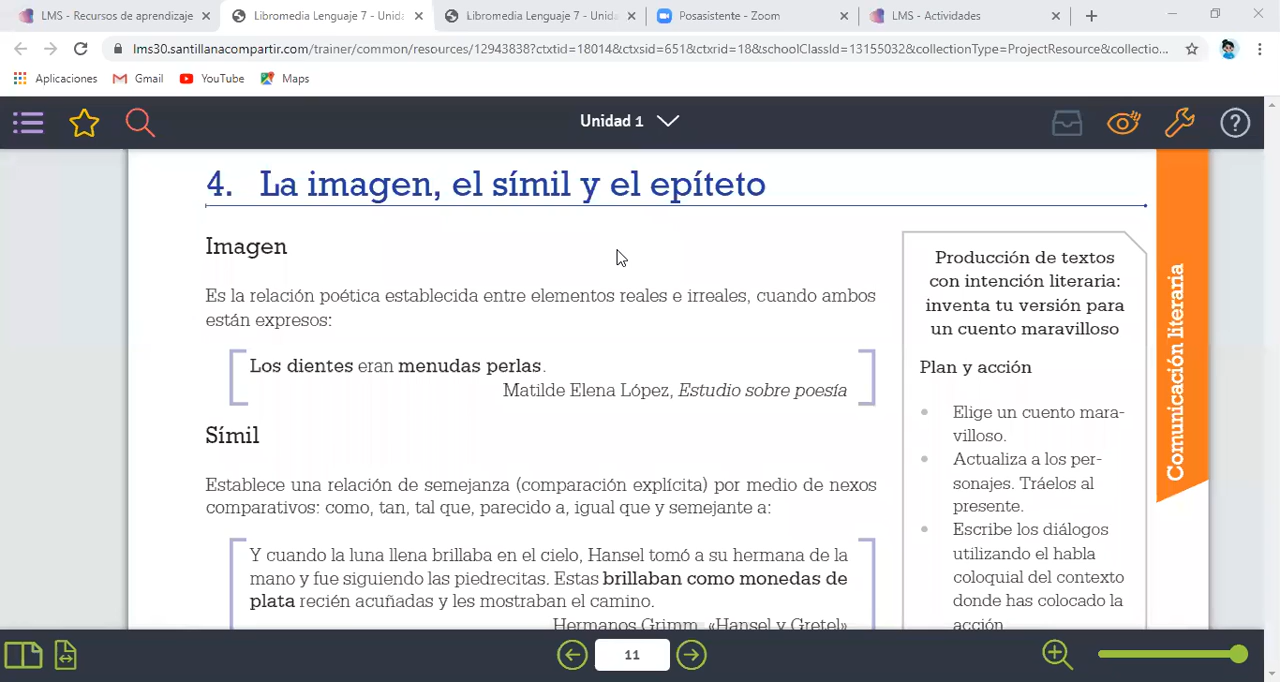 LMS - Recursos de aprendizaje
Libromedia Lenguaje 7 - Unida
Libromedia Lenguaje 7 - Unida
Posasistente - Zoom
LMS - Actividades
lms30.santillanacompartir.com/trainer/common/resources/12943838?ctxtid=18014&ctxsid=651&ctxrid=18&schoolClassId=13155032&collectionType=ProjectResource&collectio...
Aplicaciones
Gmail
YouTube
Maps
Unidad 1
4. La imagen, el símil y el epíteto
Imagen
Es la relación poética establecida entre elementos reales e irreales, cuando ambos
están expresos:
Los dientes eran menudas perlas.
Matilde Elena López, Estudio sobre poesía
Símil
Establece una relación de semejanza (comparación explícita) por medio de nexos
comparativos: como, tan, tal que, parecido a, igual que y semejante a:
Y cuando la luna llena brillaba en el cielo, Hansel tomó a su hermana de la
mano y fue siguiendo las piedrecitas. Estas brillaban como monedas de
plata recién acuñadas y les mostraban el camino.
Hermanos Grimm, «Hansel y Gretel»
Producción de textos
con intención literaria:
inventa tu versión para
un cuento maravilloso
Plan y acción
Elige un cuento mara-
villoso.
Actualiza a los per-
sonajes. Tráelos al
presente.
Escribe los diálogos
utilizando el habla
coloquial del contexto
donde has colocado la
acción
Comunicación literaria
11